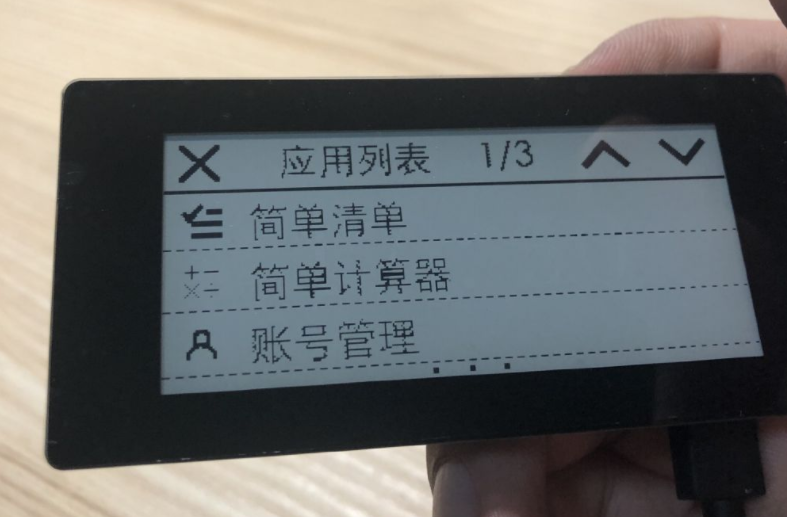 应用列表 1/3
简单清单
简单计算器
账号管理